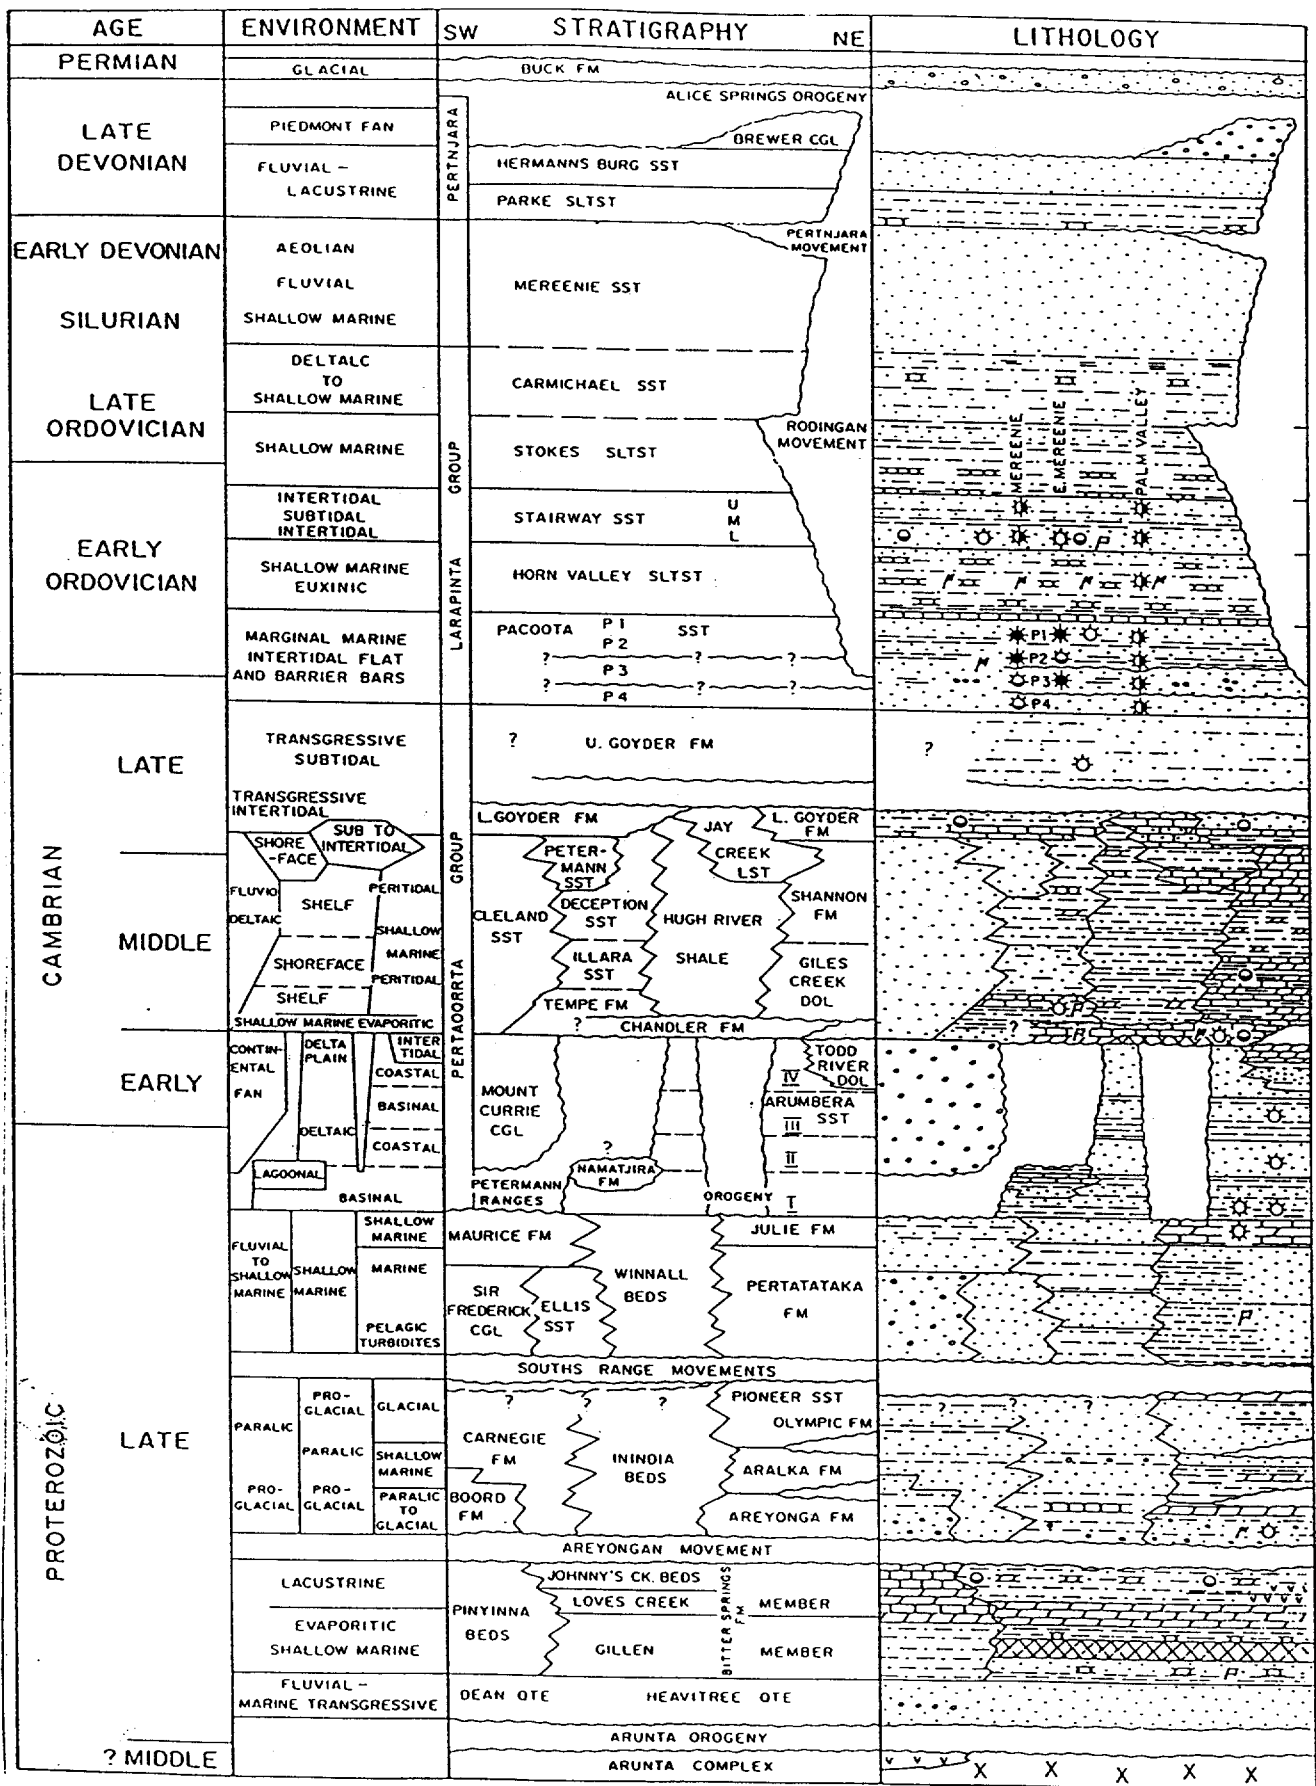 AGE
ENVIRONMENT
SW STRATIGRAPHY NE
LITHOLOGY
PERMIAN
GLACIAL
BUCK FM
ALICE SPRINGS OROGENY
LATE
DEVONIAN
PIEDMONT FAN
FLUVIAL -
LACUSTRINE
PERTNJARA
BREWER CGL
HERMANNS BURG SST
PARKE SLTST
PERTNJARA
MOVEMENT
EARLY DEVONIAN
SILURIAN
LATE
ORDOVICIAN
AEOLIAN
FLUVIAL
SHALLOW MARINE
MEREENIE SST
DELTALC
TO
SHALLOW MARINE
CARMICHAEL SST
RODINGAN
MOVEMENT
SHALLOW MARINE
STOKES SLTST
MEREENIE
E.MEREENIE
PALM VALLEY
EARLY
ORDOVICIAN
INTERTIDAL
SUBTIDAL
INTERTIDAL
STAIRWAY SST
U
M
L
SHALLOW MARINE
EUXINIC
HORN VALLEY SLTST
LARAPINTA GROUP
MARGINAL MARINE
INTERTIDAL FLAT
AND BARRIER BARS
PACOOTA P1 SST
P2
? ? ?
P3
? ? ?
P4
P1
P2
P3
P4
CAMBRIAN
LATE
TRANSGRESSIVE
SUBTIDAL
? U. GOYDER FM
?
TRANSGRESSIVE
INTERTIDAL
SHORE
-FACE
SUB TO
INTERTIDAL
L.GOYDER FM
JAY
CREEK
LST
L. GOYDER
FM
PETER-
MANN
SST
MIDDLE
FLUVIO
DELTAIC
SHELF
SHOREFACE
SHELF
PERITIDAL
SHALLOW
MARINE
PERITIDAL
PERTAOORRTA GROUP
CLELAND
SST
DECEPTION
SST
ILLARA
SST
TEMPE FM
HUGH RIVER
SHALE
SHANNON
FM
GILES
CREEK
DOL
SHALLOW MARINE EVAPORITIC
? CHANDLER FM
?
EARLY
CONTIN-
ENTAL
FAN
DELTA
PLAIN
DELTAIC
INTER
TIDAL
COASTAL
BASINAL
COASTAL
LAGOONAL
BASINAL
MOUNT
CURRIE
CGL
TODD
RIVER
DOL
IV
ARUMBERA
SST
III
II
I
?
NAMATJIRA
FM
PETERMANN
RANGES
OROGENY
PROTEROZOIC
LATE
FLUVIAL
TO
SHALLOW
MARINE
SHALLOW
MARINE
SHALLOW
MARINE
MARINE
PELAGIC
TURBIDITES
MAURICE FM
JULIE FM
SIR
FREDERICK
CGL
ELLIS
SST
WINNALL
BEDS
PERTATATAKA
FM
SOUTHS RANGE MOVEMENTS
PARALIC
PRO-
GLACIAL
PRO-
GLACIAL
PARALIC
PRO-
GLACIAL
GLACIAL
SHALLOW
MARINE
PARALIC
TO
GLACIAL
? ? ?
CARNEGIE
FM
BOORD
FM
ININDIA
BEDS
PIONEER SST
OLYMPIC FM
ARALKA FM
AREYONGA FM
? ? ?
AREYONGAN MOVEMENT
LACUSTRINE
EVAPORITIC
SHALLOW MARINE
PINYINNA
BEDS
JOHNNY'S CK. BEDS
LOVES CREEK MEMBER
GILLEN MEMBER
BITTER SPRINGS
FM
FLUVIAL -
MARINE TRANSGRESSIVE
DEAN QTE HEAVITREE QTE
ARUNTA OROGENY
? MIDDLE
ARUNTA COMPLEX
X X X X X